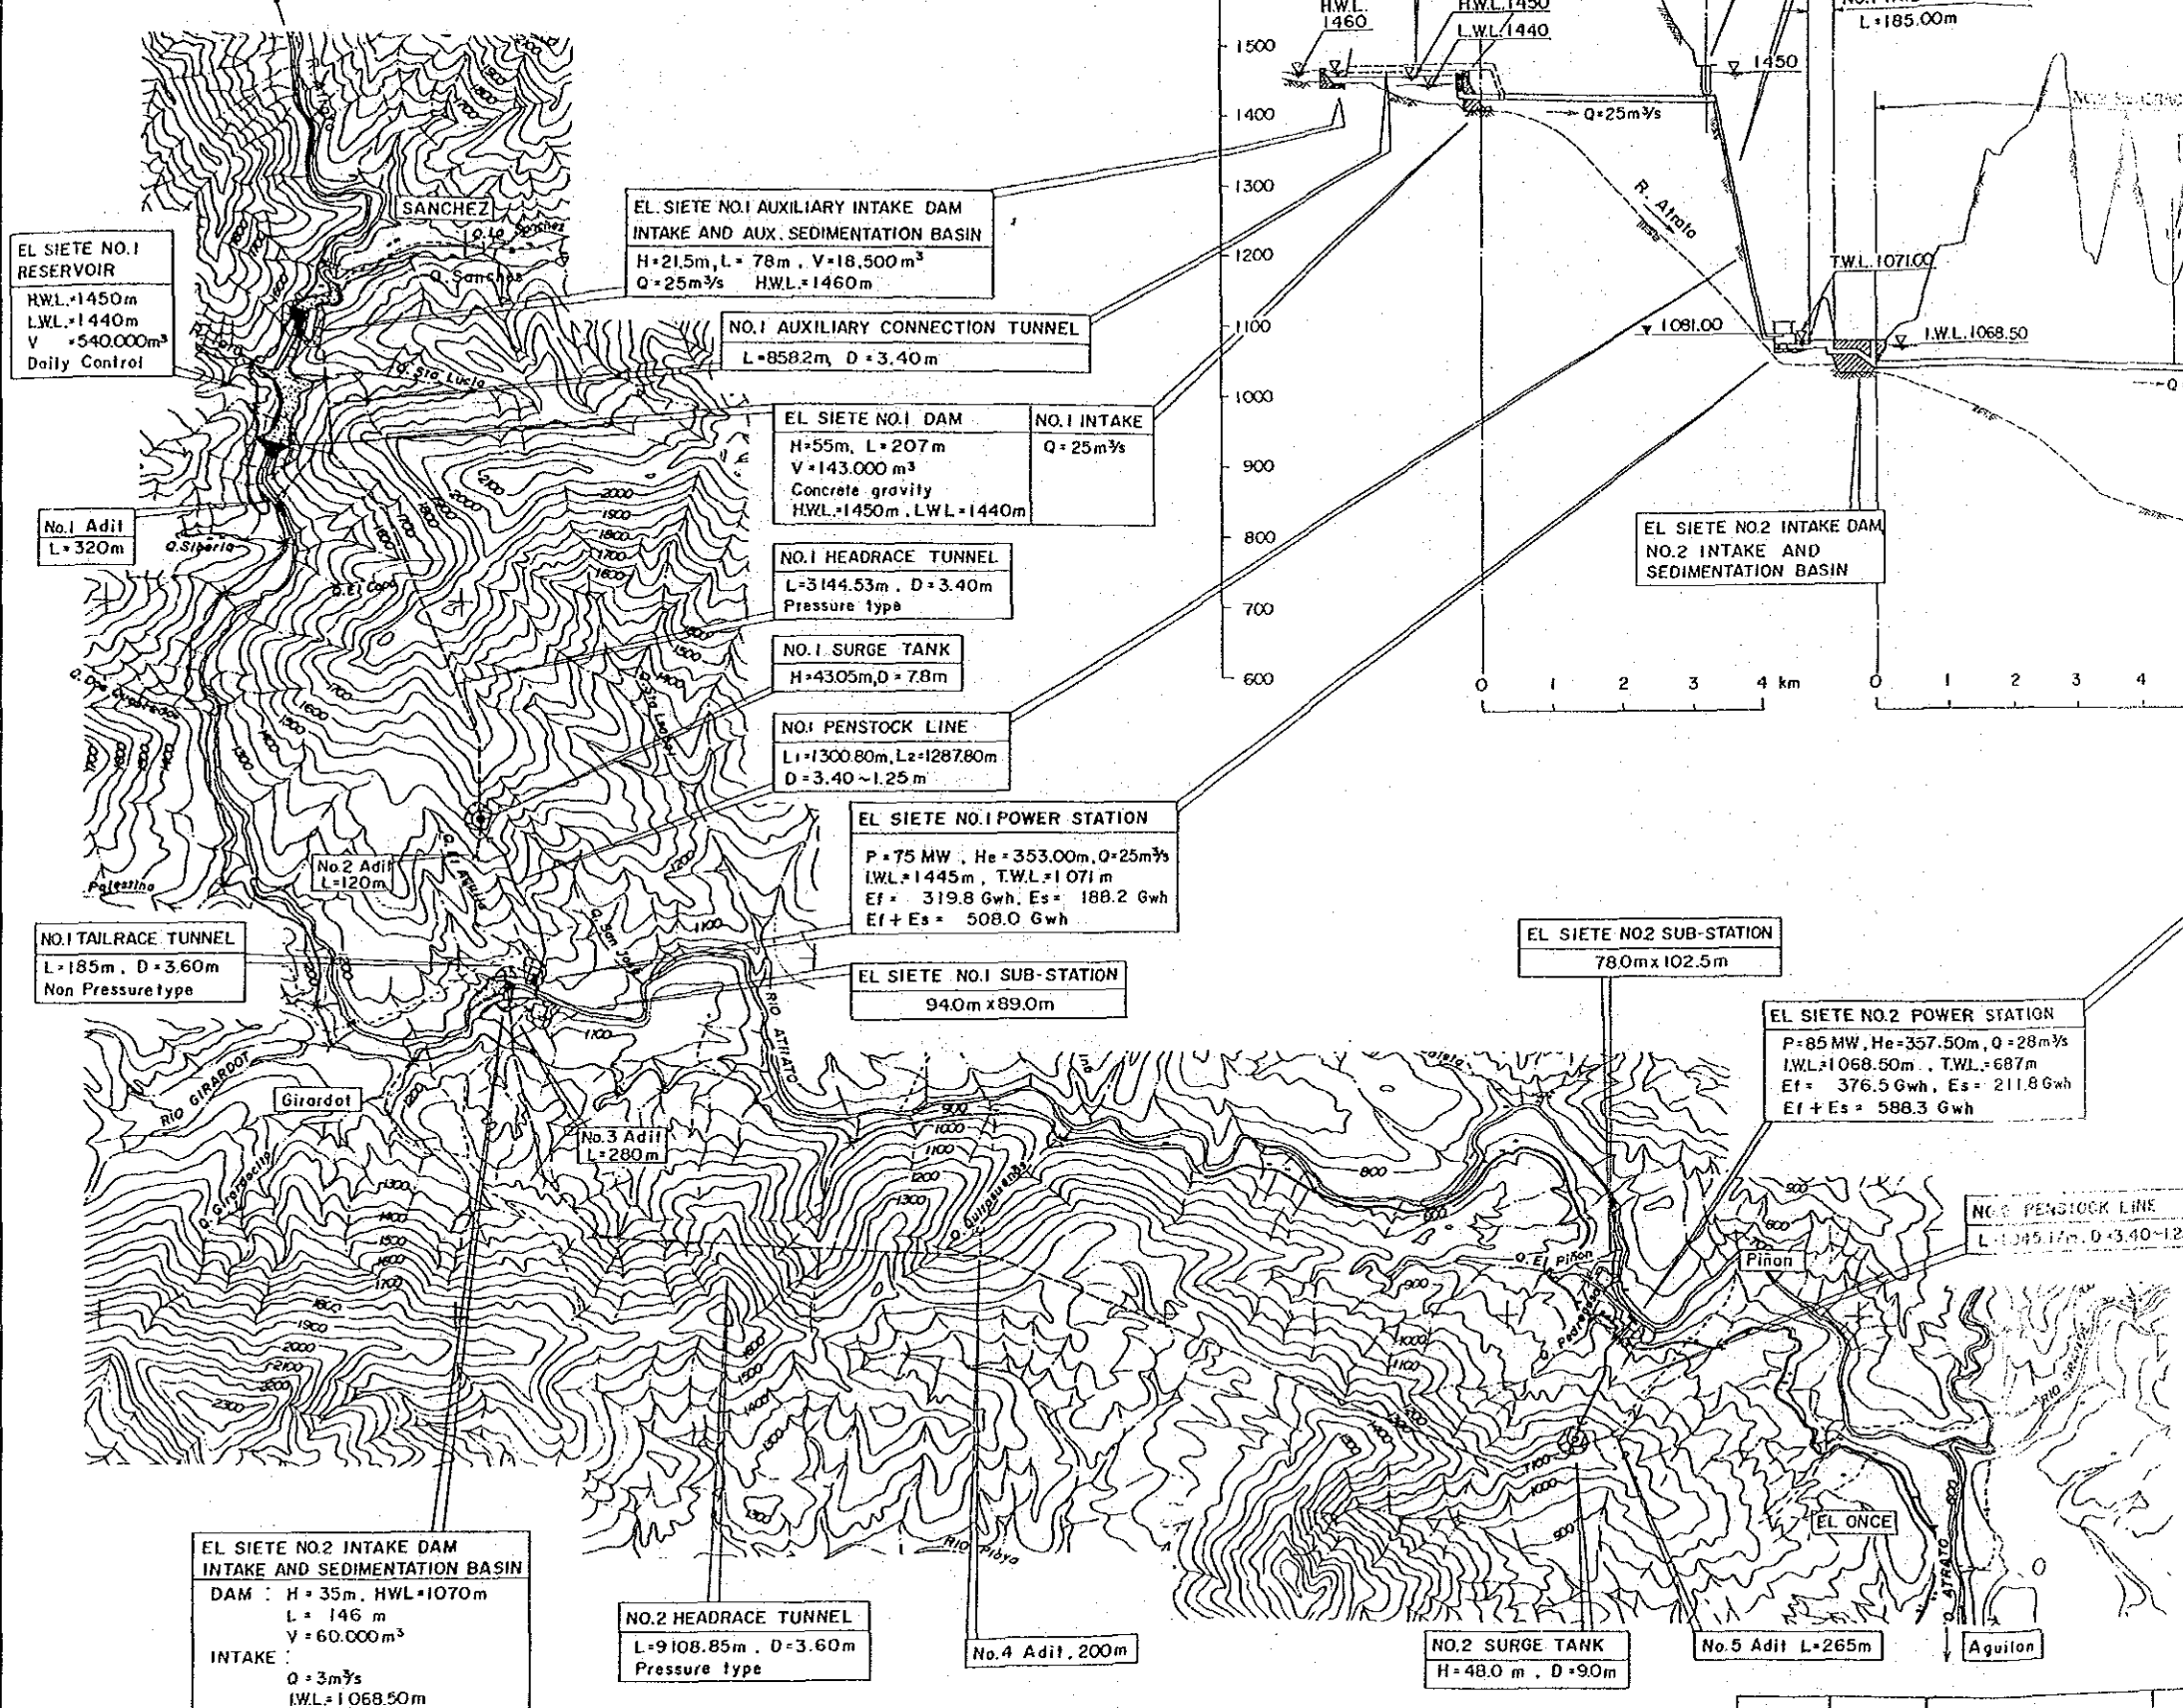 H.W.L.
1460
H.W.L. 1450
L.W.L. 1440
L=185.00m
1450
Q=25m³/s
R. Atrato
T.W.L. 1071.00
1081.00
I.W.L. 1068.50
Q
1500
1400
1300
1200
1100
1000
900
800
700
600
0 1 2 3 4 km
0 1 2 3 4
EL SIETE NO.2 INTAKE DAM,
NO.2 INTAKE AND
SEDIMENTATION BASIN
SANCHEZ
Q. La Sanchez
Q. Sanchez
EL SIETE NO.1
RESERVOIR
H.W.L.=1450m
L.W.L.=1440m
V =540.000m³
Daily Control
EL. SIETE NO.1 AUXILIARY INTAKE DAM
INTAKE AND AUX. SEDIMENTATION BASIN
H=21.5m, L= 78m, V=18,500m³
Q=25m³/s H.W.L.=1460m
NO.1 AUXILIARY CONNECTION TUNNEL
L=858.2m, D=3.40m
Q. Sta. Lucia
EL SIETE NO.1 DAM
H=55m, L=207m
V=143.000 m³
Concrete gravity
H.W.L.=1450m, LWL=1440m
NO.1 INTAKE
Q=25m³/s
No.1 Adit
L=320m
Q.Siberia
NO.1 HEADRACE TUNNEL
L=3144.53m. D=3.40m
Pressure type
NO.1 SURGE TANK
H=43.05m,D=7.8m
NO.1 PENSTOCK LINE
L1=1300.80m, L2=1287.80m
D=3.40~1.25m
EL SIETE NO.1 POWER STATION
P=75 MW, He=353.00m, Q=25m³/s
I.W.L.=1445m, T.W.L.=1071m
Ef= 319.8 Gwh, Es= 188.2 Gwh
Ef+Es= 508.0 Gwh
No.2 Adit
L=120m
Palestina
Q. San Jose
NO.1 TAILRACE TUNNEL
L=185m. D=3.60m
Non Pressure type
EL SIETE NO.1 SUB-STATION
94.0m x 89.0m
RIO ATRATO
EL SIETE NO.2 SUB-STATION
78.0m x 102.5m
EL SIETE NO.2 POWER STATION
P=85 MW, He=357.50m, Q=28m³/s
I.W.L.=1068.50m. T.W.L.=687m
Ef= 376.5 Gwh, Es= 211.8 Gwh
Ef+Es= 588.3 Gwh
RIO GIRARDOT
Girardot
Q. Girardocito
No.3 Adit
L=280m
Q. El Piñon
Piñon
PENSTOCK LINE
EL ONCE
RIO
EL SIETE NO.2 INTAKE DAM
INTAKE AND SEDIMENTATION BASIN
DAM : H=35m. HWL=1070m
L= 146 m
V=60.000m³
INTAKE :
Q=3m³/s
I.W.L.=1068.50m
NO.2 HEADRACE TUNNEL
L=9108.85m. D=3.60m
Pressure type
No.4 Adit, 200m
NO.2 SURGE TANK
H=48.0 m, D=9.0m
No.5 Adit L=265m
Aguilon